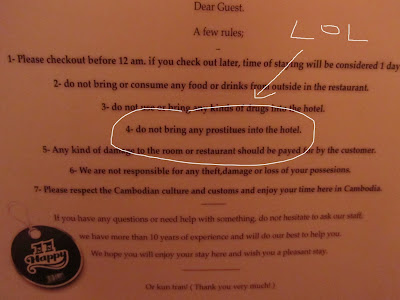 Dear Guest.
A few rules;
LOL
1- Please checkout before 12 am. if you check out later, time of staying will be considered 1 day
2- do not bring or consume any food or drinks from outside in the restaurant.
3- do not use or bring any kinds of drugs into the hotel.
4- do not bring any prostitues into the hotel.
5- Any kind of damage to the room or restaurant should be payed for by the customer.
6- We are not responsible for any theft,damage or loss of your possesions.
7- Please respect the Cambodian culture and customs and enjoy your time here in Cambodia.
If you have any questions or need help with something, do not hesitate to ask our staff.
we have more than 10 years of experience and will do our best to help you.
We hope you will enjoy your stay here and wish you a pleasant stay.
Or kun tran! ( Thank you very much! )
Happy